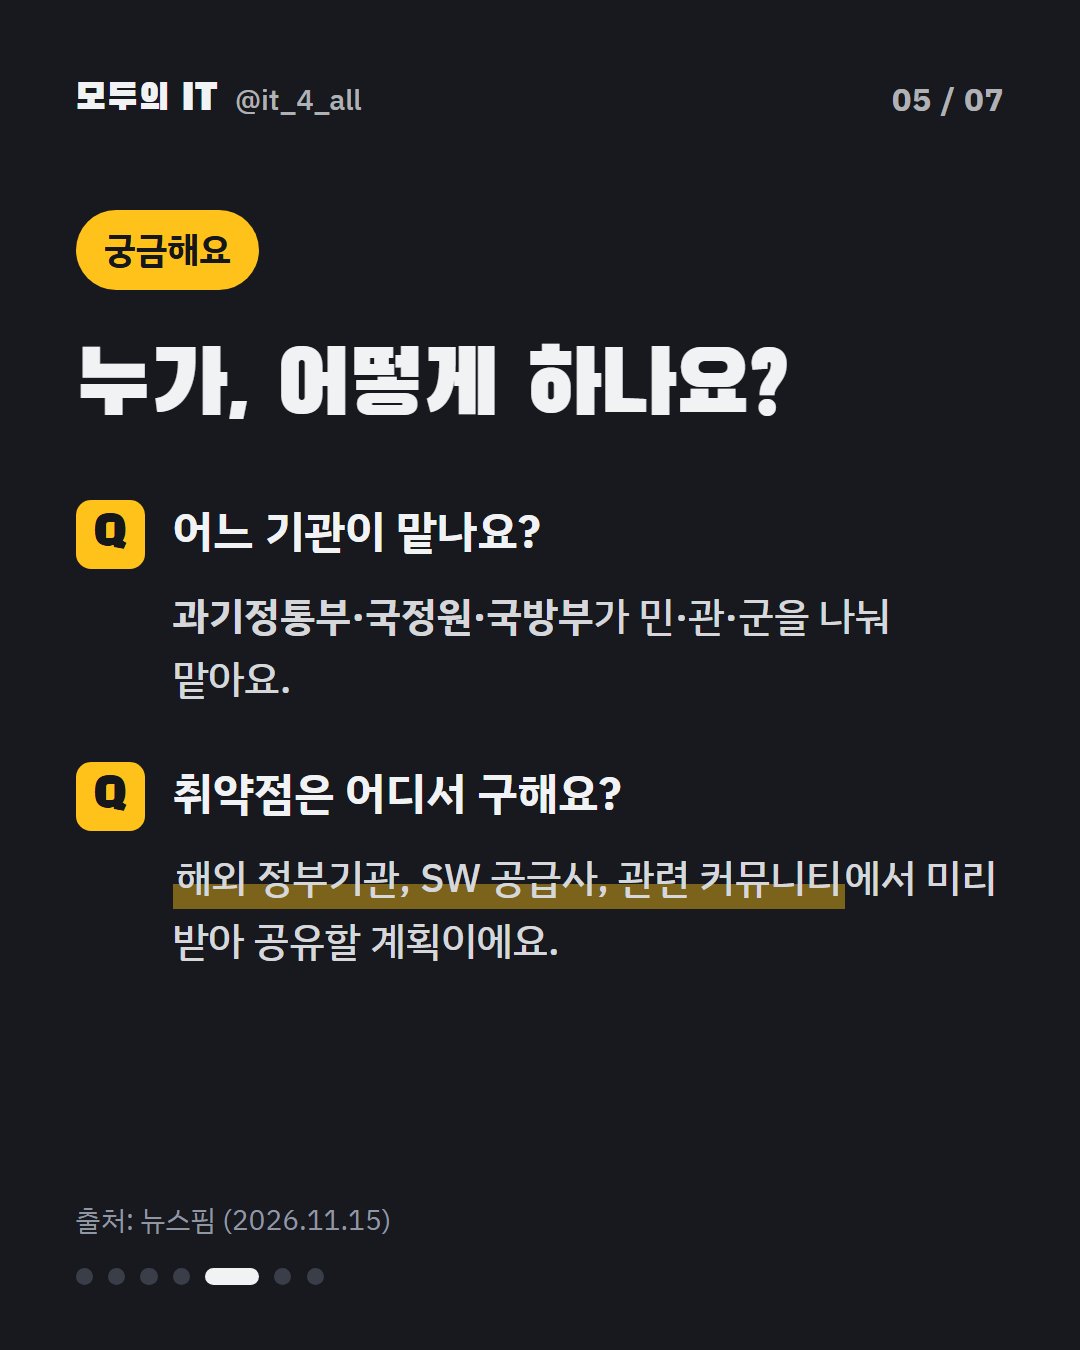 모두의 IT @it_4_all 05 / 07
궁금해요
누가, 어떻게 하나요?
Q 어느 기관이 맡나요?
과기정통부·국정원·국방부가 민·관·군을 나눠
맡아요.
Q 취약점은 어디서 구해요?
해외 정부기관, SW 공급사, 관련 커뮤니티에서 미리
받아 공유할 계획이에요.
출처: 뉴스핌 (2026.11.15)